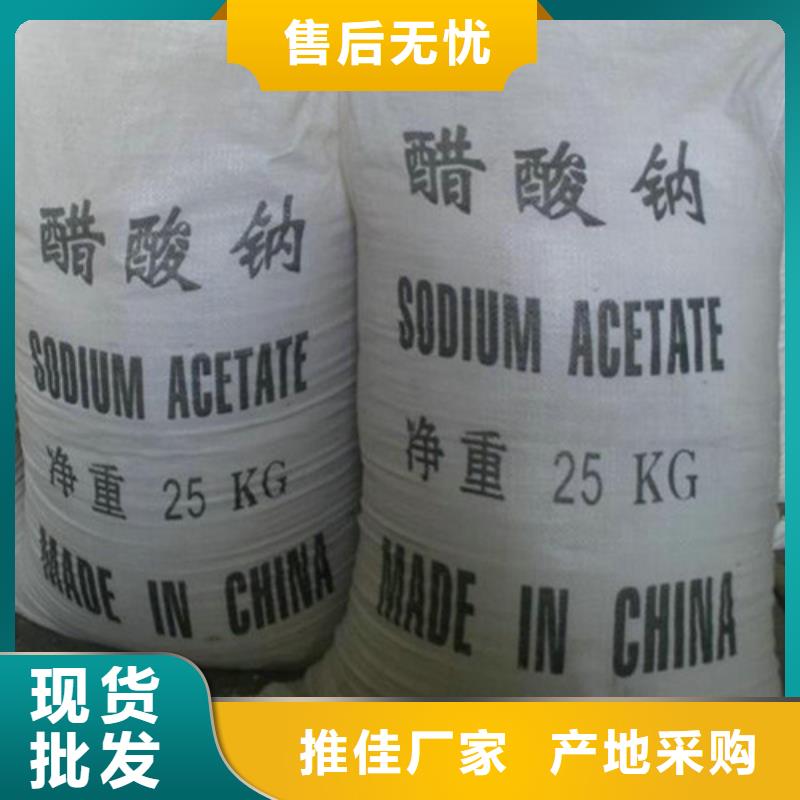 售后无忧
醋酸钠
SODIUM ACETATE
净重 25 KG
MADE IN CHINA
醋酸钠
SODIUM ACETATE
净重 25 KG
MADE IN CHINA
现货
批发
推佳厂家 产地采购